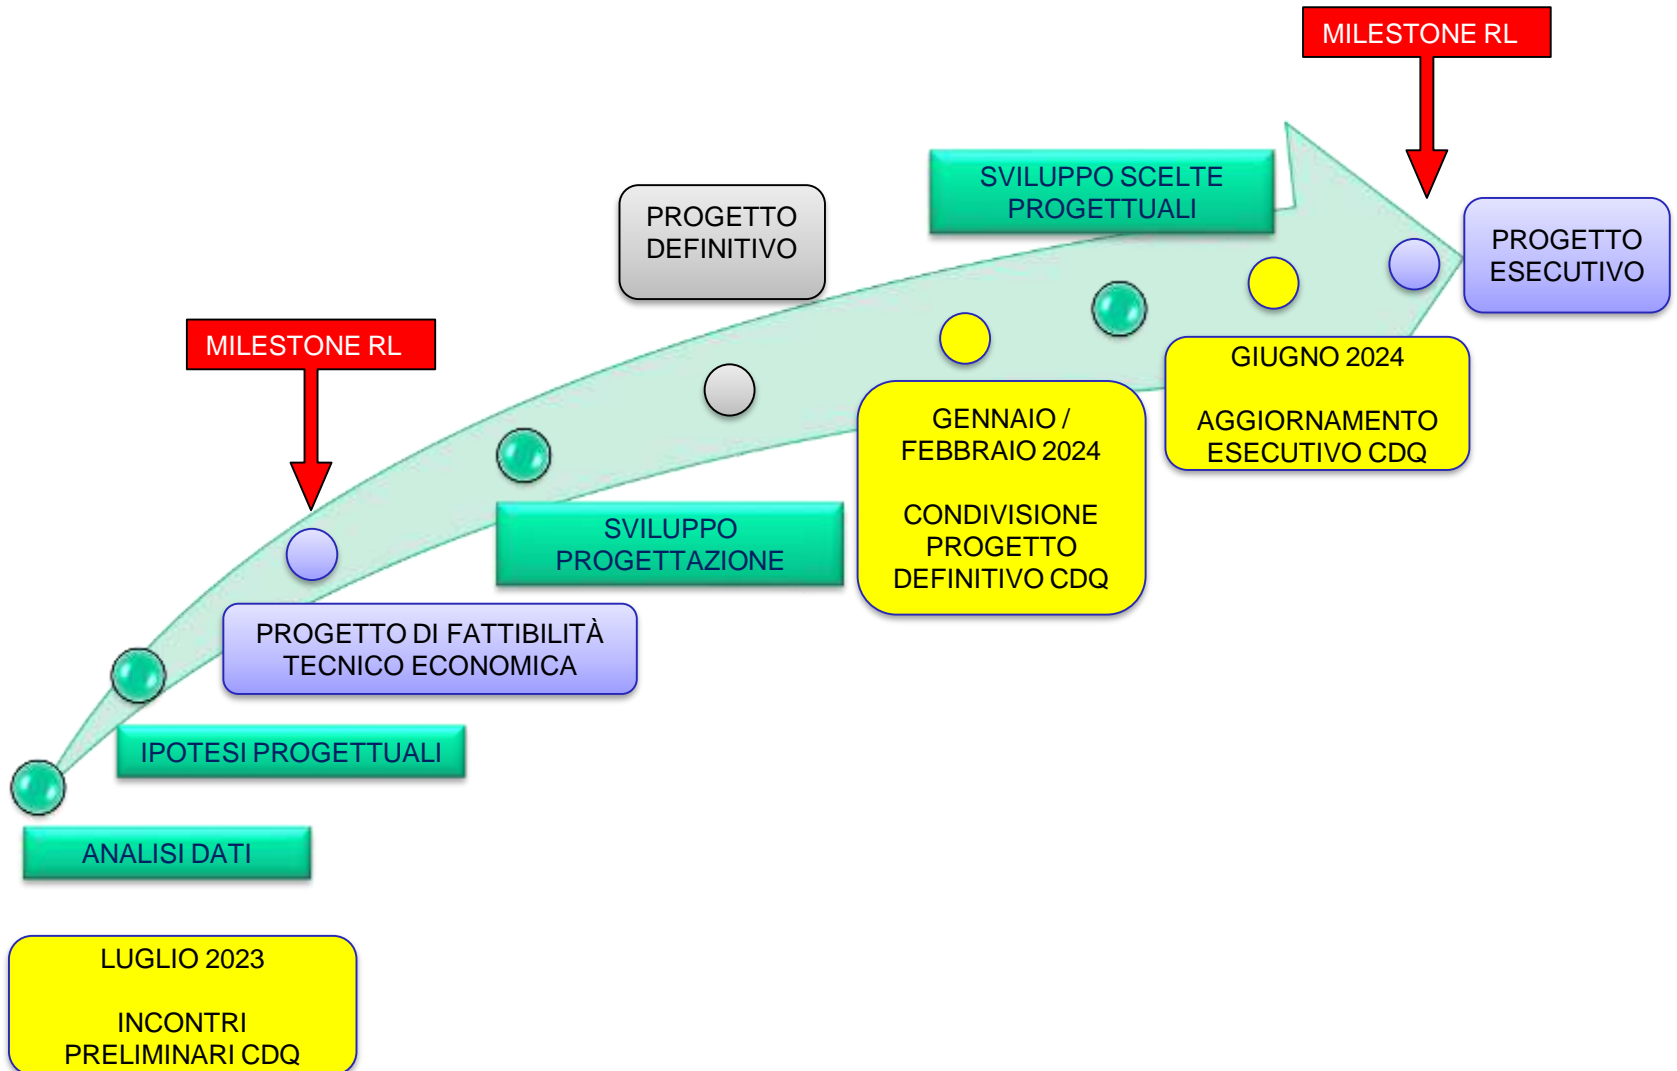 MILESTONE RL
SVILUPPO SCELTE
PROGETTUALI
PROGETTO
DEFINITIVO
PROGETTO
ESECUTIVO
MILESTONE RL
GIUGNO 2024
AGGIORNAMENTO
ESECUTIVO CDQ
GENNAIO /
FEBBRAIO 2024
CONDIVISIONE
PROGETTO
DEFINITIVO CDQ
SVILUPPO
PROGETTAZIONE
PROGETTO DI FATTIBILITÀ
TECNICO ECONOMICA
IPOTESI PROGETTUALI
ANALISI DATI
LUGLIO 2023
INCONTRI
PRELIMINARI CDQ